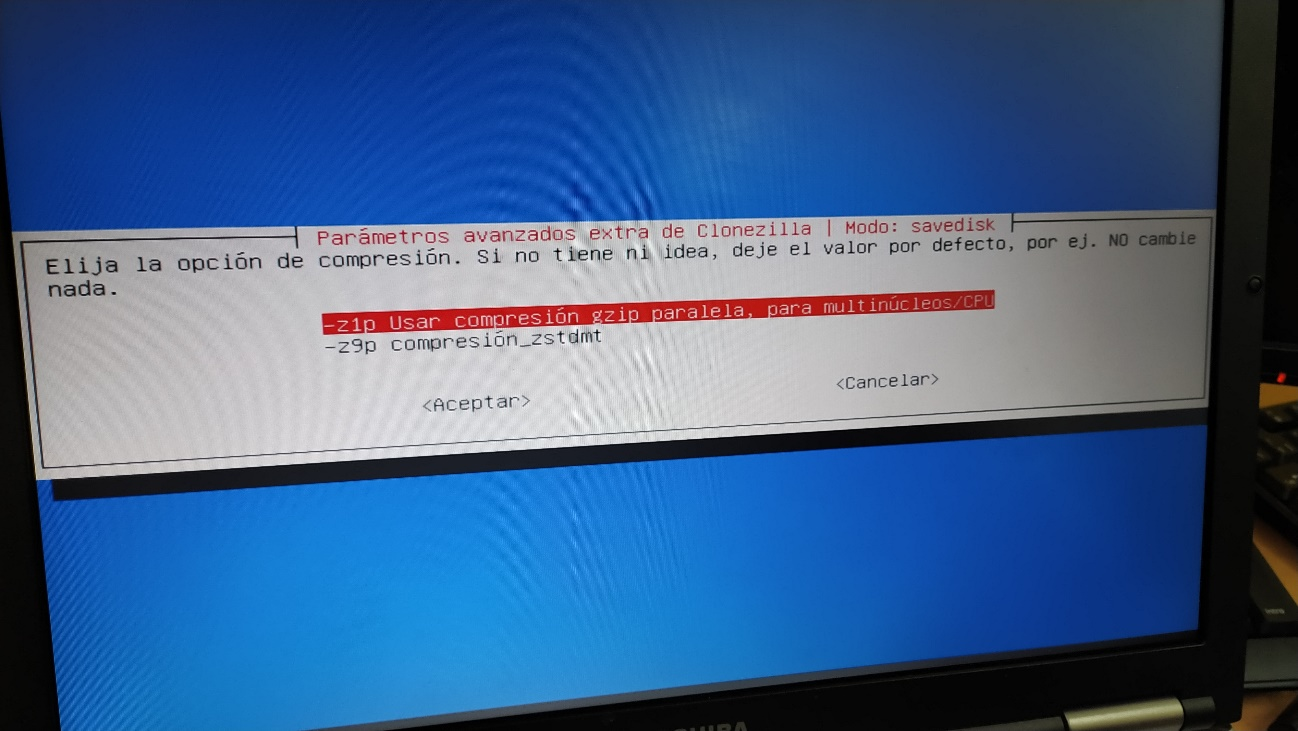 Parámetros avanzados extra de Clonezilla | Modo: savedisk
Elija la opción de compresión. Si no tiene ni idea, deje el valor por defecto, por ej. NO cambie
nada.
-z1p Usar compresión gzip paralela, para multinúcleos/CPU
-z9p compresión_zstdmt
<Aceptar>
<Cancelar>